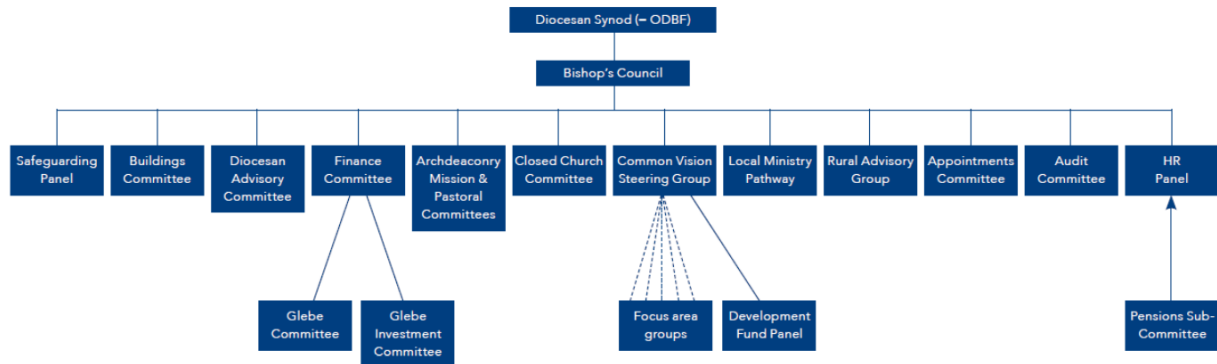 Diocesan Synod (– ODBF)
Bishop's Council
Safeguarding
Panel
Buildings
Committee
Diocesan
Advisory
Committee
Finance
Committee
Archdeaconry
Mission &
Pastoral
Committees
Closed Church
Committee
Common Vision
Steering Group
Local Ministry
Pathway
Rural Advisory
Group
Appointments
Committee
Audit
Committee
HR
Panel
Glebe
Committee
Glebe
Investment
Committee
Focus area
groups
Development
Fund Panel
Pensions Sub-
Committee